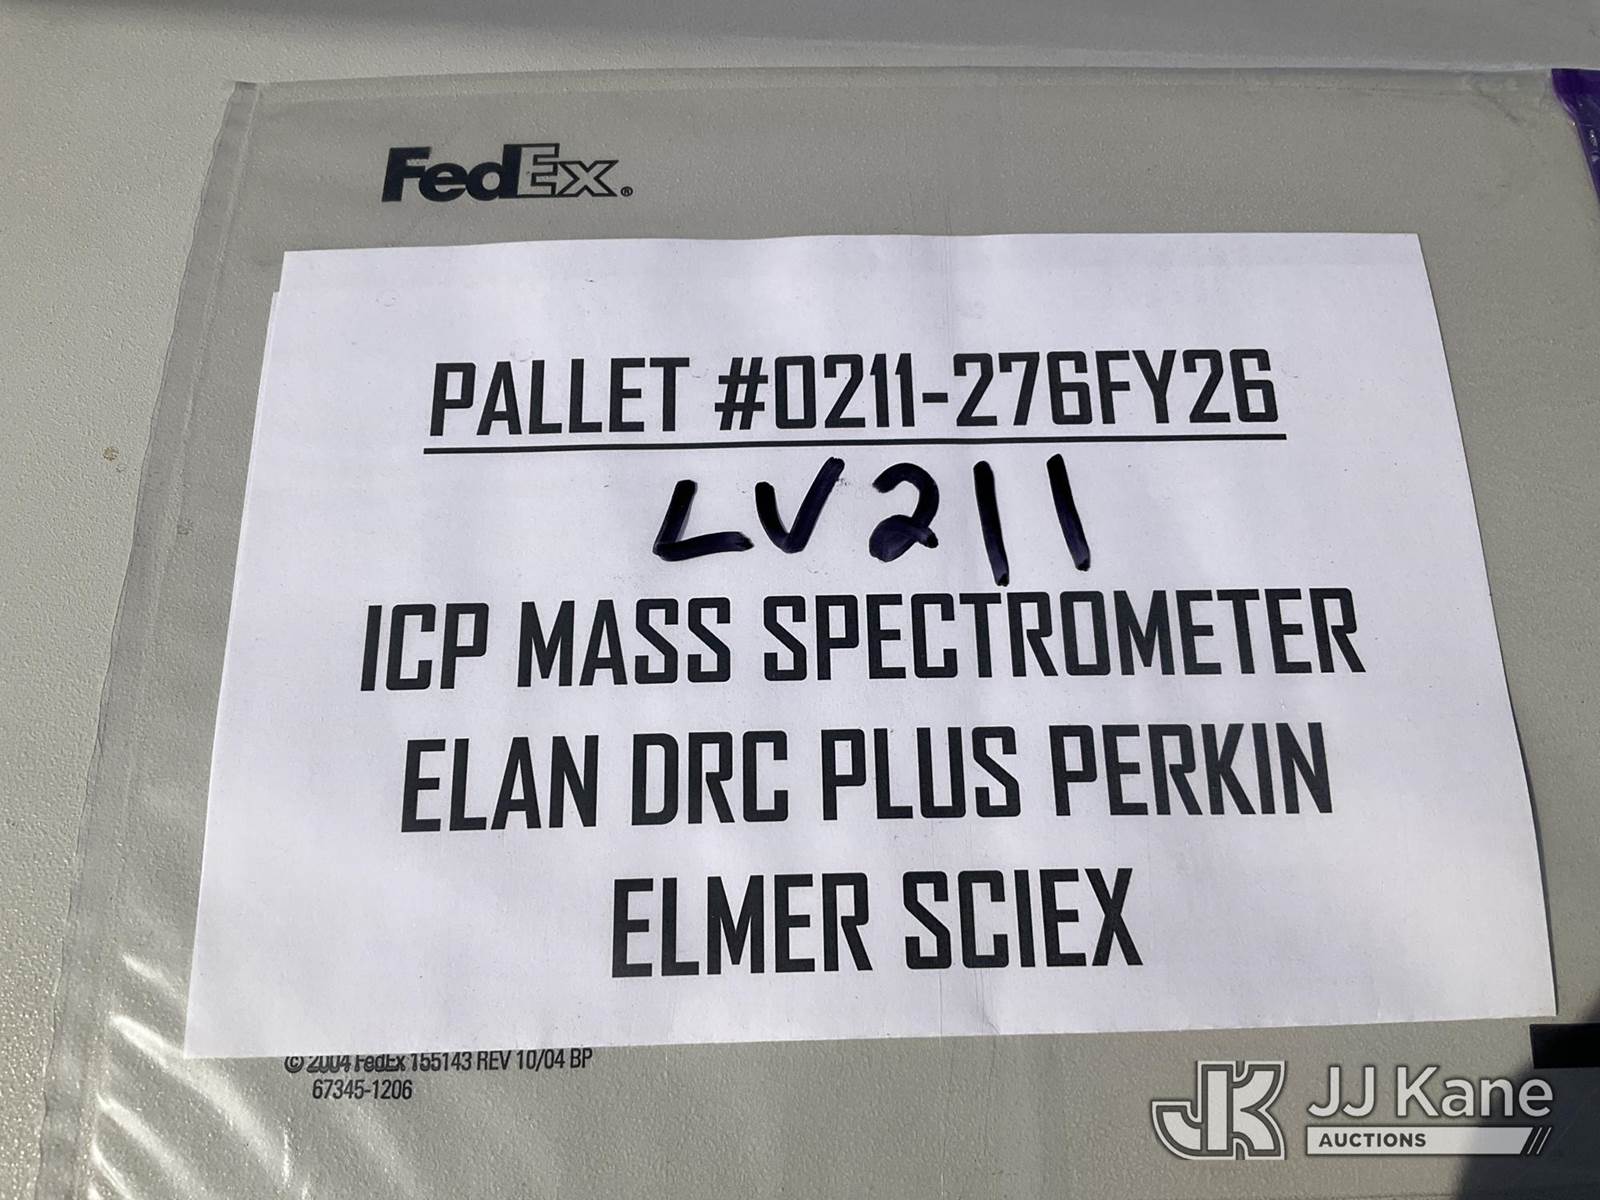 FedEx®
PALLET #0211-276FY26
LV211
ICP MASS SPECTROMETER
ELAN DRC PLUS PERKIN
ELMER SCIEX
© 2004 FedEx 155143 REV 10/04 BP
67345-1206
JK JJ Kane
AUCTIONS